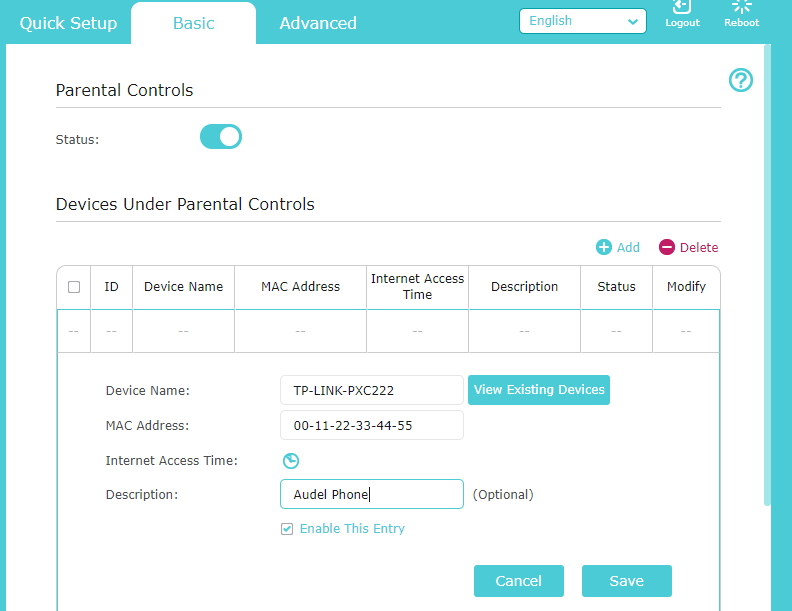 Quick Setup Basic Advanced English Logout Reboot
Parental Controls
Status:
Devices Under Parental Controls
Add Delete
ID Device Name MAC Address Internet Access Time Description Status Modify
-- -- -- -- -- -- -- --
Device Name: TP-LINK-PXC222 View Existing Devices
MAC Address: 00-11-22-33-44-55
Internet Access Time:
Description: Audel Phone (Optional)
Enable This Entry
Cancel Save